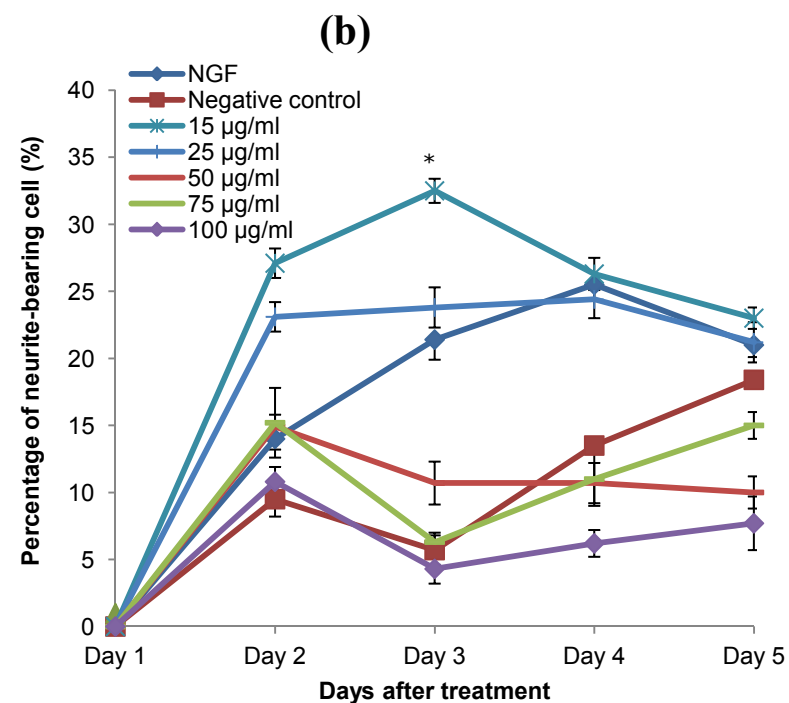 (b)
NGF
Negative control
15 µg/ml
25 µg/ml
50 µg/ml
75 µg/ml
100 µg/ml
*
Percentage of neurite-bearing cell (%)
40
35
30
25
20
15
10
5
0
Day 1 Day 2 Day 3 Day 4 Day 5
Days after treatment